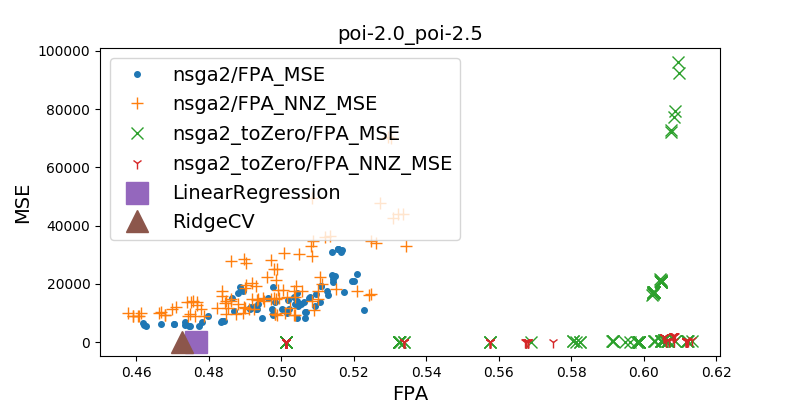 poi-2.0_poi-2.5
100000
80000
60000
40000
20000
0
MSE
nsga2/FPA_MSE
nsga2/FPA_NNZ_MSE
nsga2_toZero/FPA_MSE
nsga2_toZero/FPA_NNZ_MSE
LinearRegression
RidgeCV
0.46 0.48 0.50 0.52 0.54 0.56 0.58 0.60 0.62
FPA